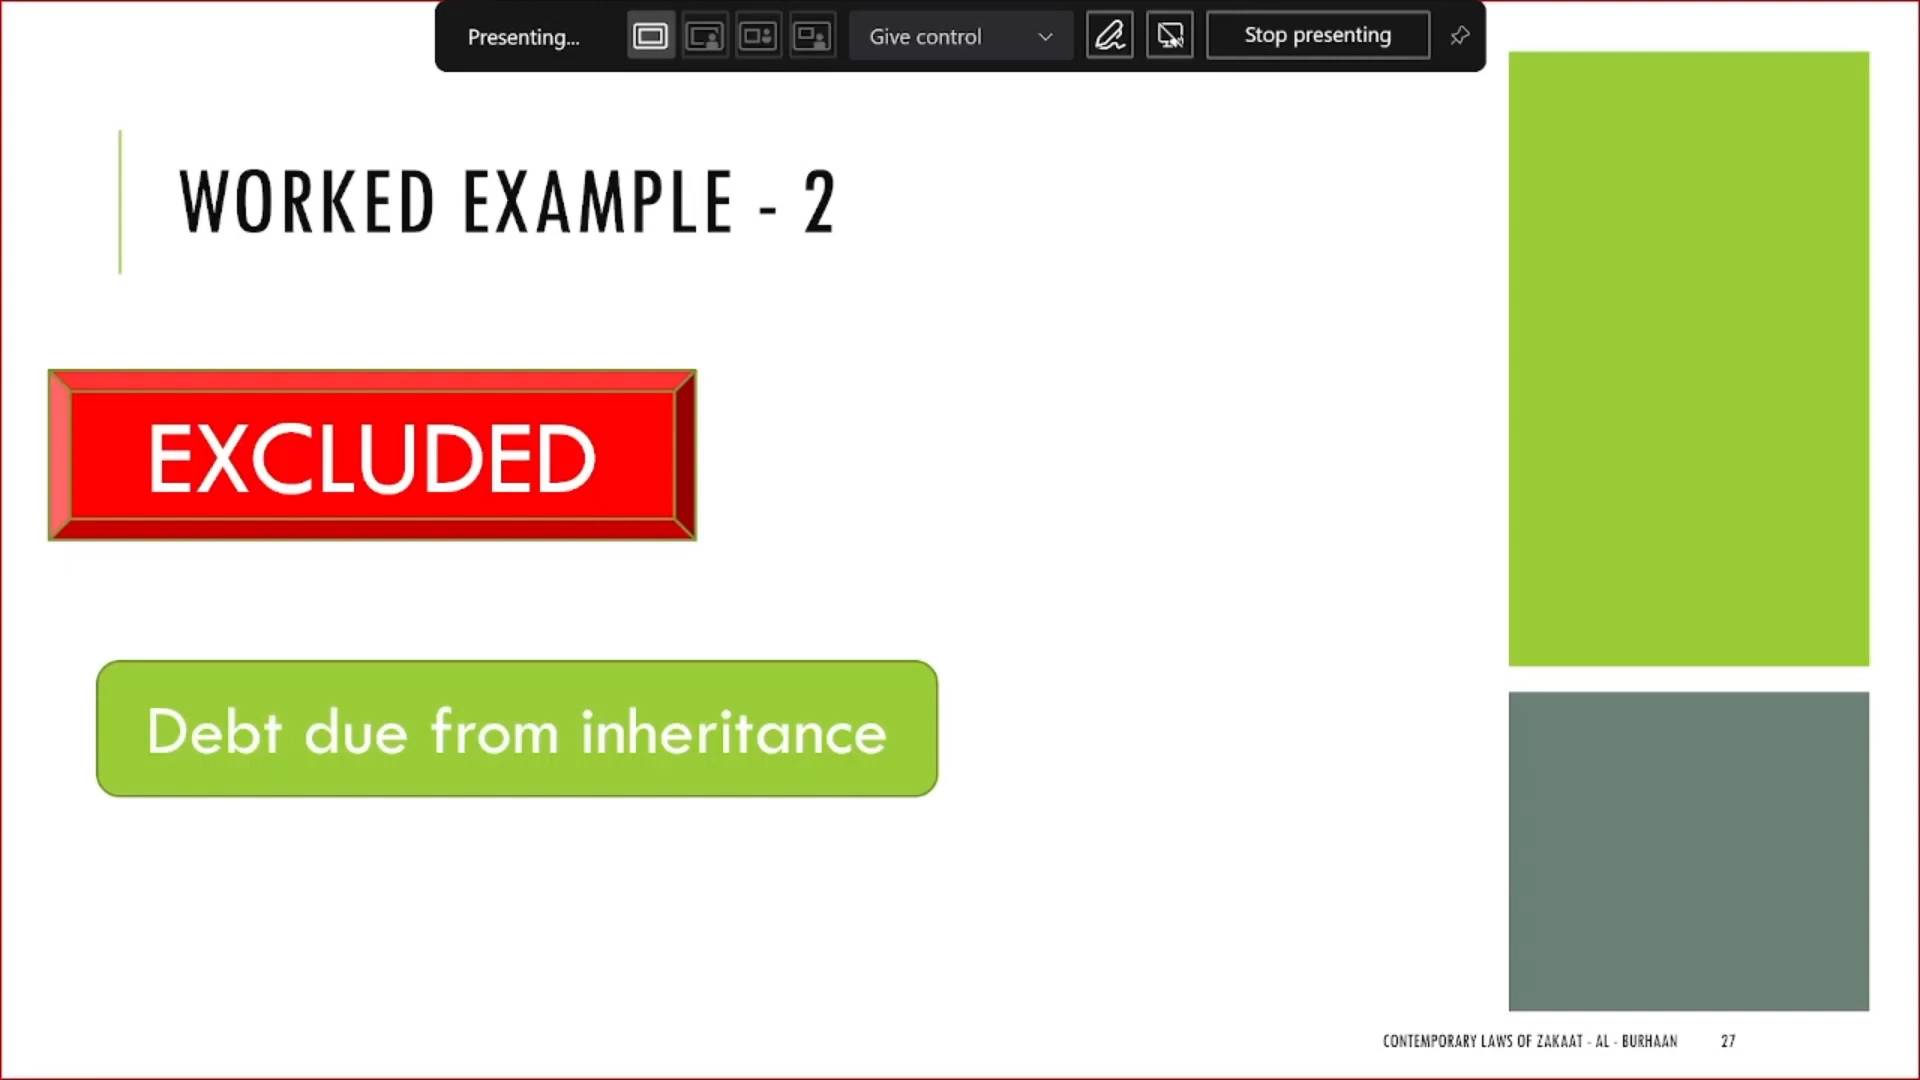 Presenting...
Give control
Stop presenting
WORKED EXAMPLE - 2
EXCLUDED
Debt due from inheritance
CONTEMPORARY LAWS OF ZAKAAT - AL - BURHAAN 27